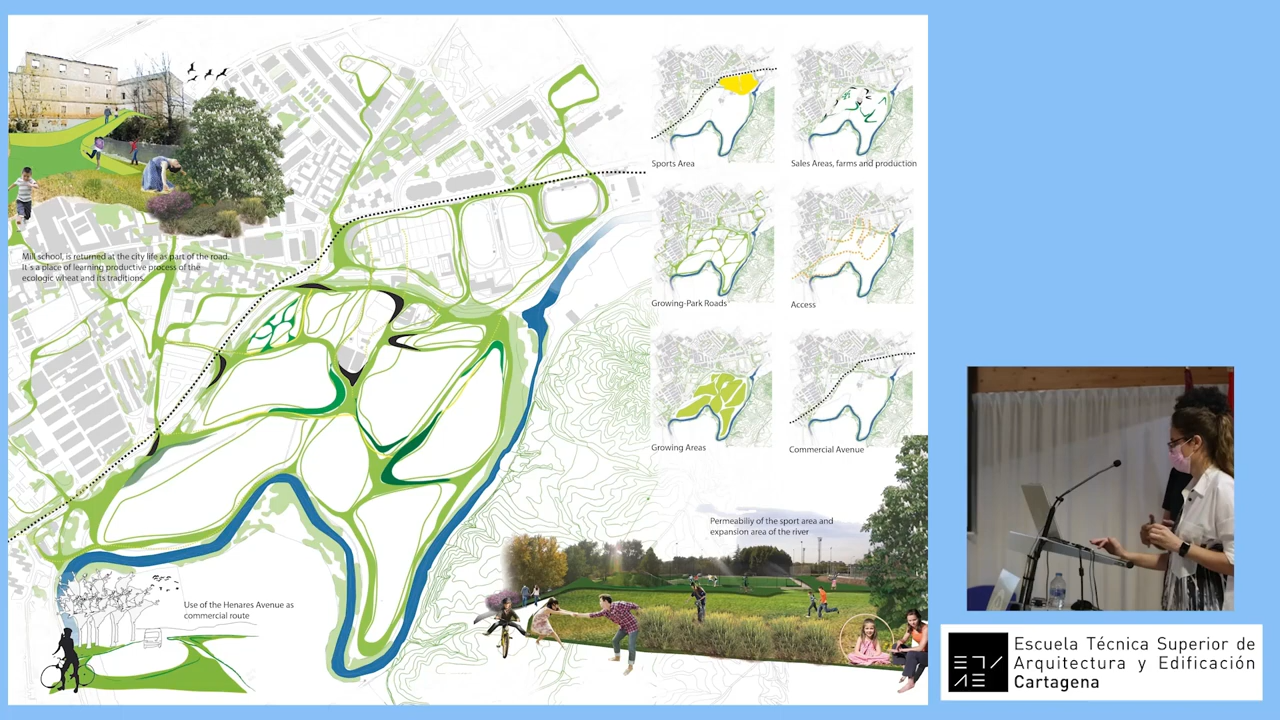 Sports Area
Sales Areas, farms and production
Mill school, is returned at the city life as part of the road.
It´s a place of learning productive process of the
ecologic wheat and its traditions.
Growing-Park Roads
Access
Growing Areas
Commercial Avenue
Permeabiliy of the sport area and
expansion area of the river
Use of the Henares Avenue as
commercial route
Escuela Técnica Superior de
Arquitectura y Edificación
Cartagena